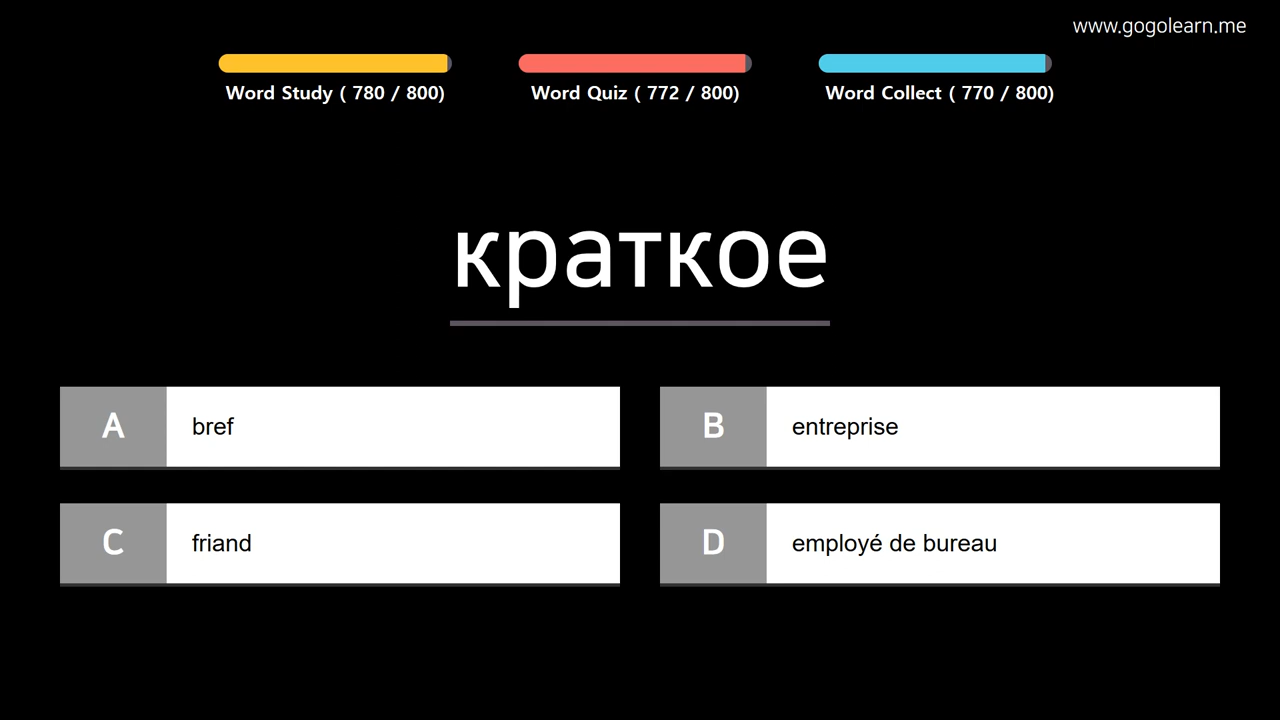 www.gogolearn.me
Word Study ( 780 / 800)
Word Quiz ( 772 / 800)
Word Collect ( 770 / 800)
краткое
A bref
B entreprise
C friand
D employé de bureau